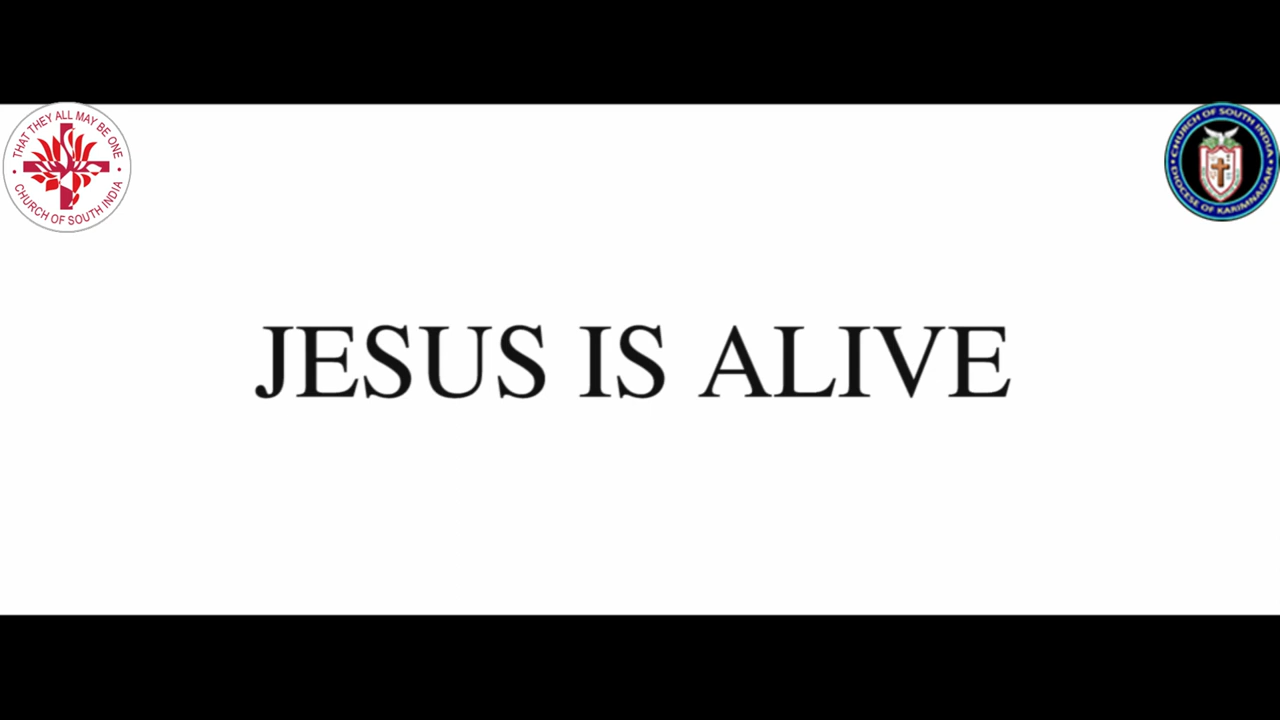 THAT THEY ALL MAY BE ONE
CHURCH OF SOUTH INDIA
CHURCH OF SOUTH INDIA
DIOCESE OF KARIMNAGAR
JESUS IS ALIVE